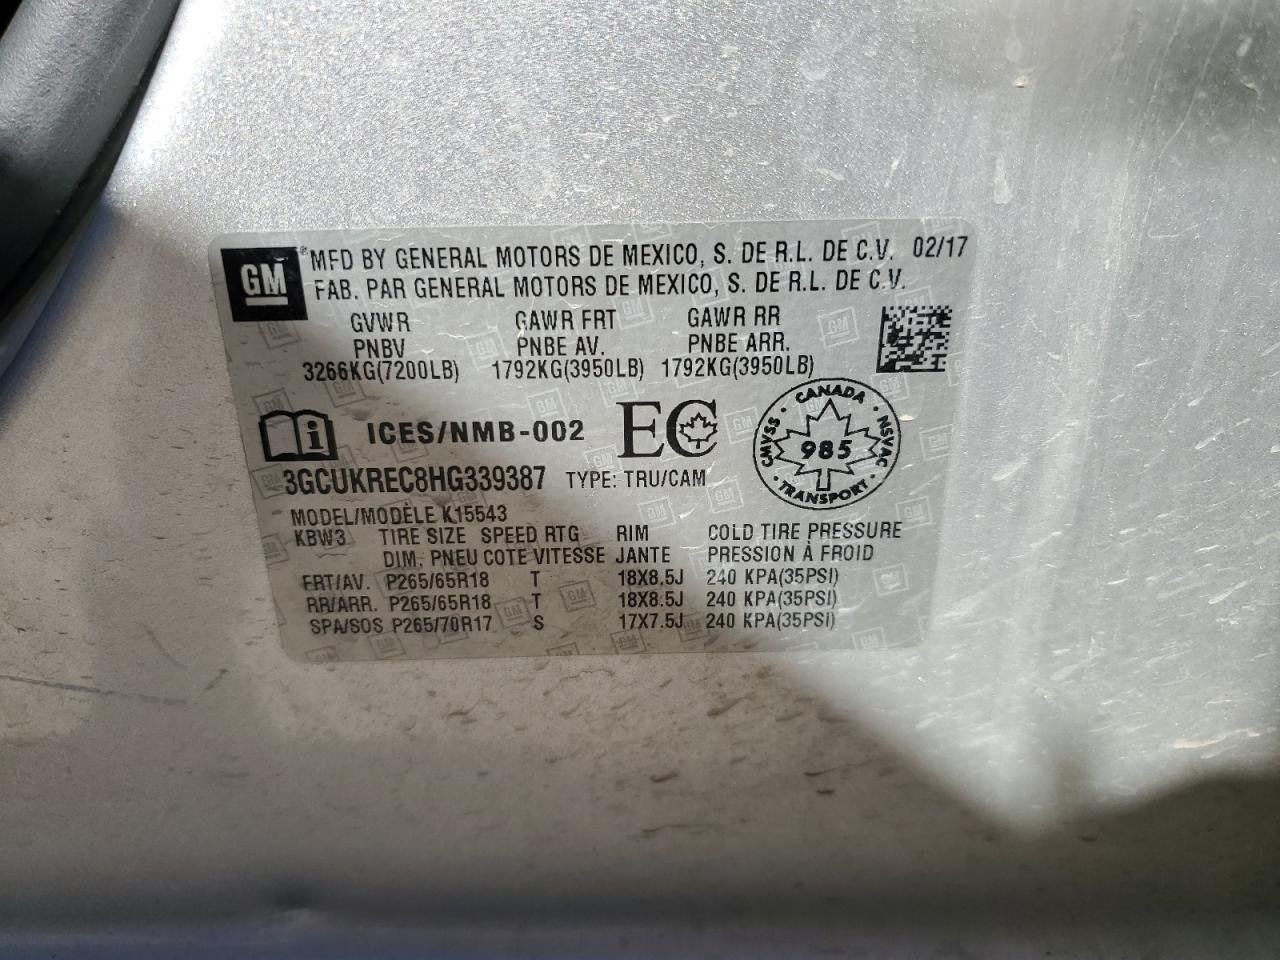 GM
® MFD BY GENERAL MOTORS DE MEXICO, S. DE R.L. DE C.V. 02/17
FAB. PAR GENERAL MOTORS DE MEXICO, S. DE R.L. DE C.V.
GVWR GAWR FRT GAWR RR
PNBV PNBE AV. PNBE ARR.
3266KG(7200LB) 1792KG(3950LB) 1792KG(3950LB)
i ICES/NMB-002 EC
CANADA · NSVAC · TRANSPORT · CMVSS ·
985
3GCUKREC8HG339387 TYPE: TRU/CAM
MODEL/MODÈLE K15543
KBW3 TIRE SIZE SPEED RTG RIM COLD TIRE PRESSURE
DIM. PNEU COTE VITESSE JANTE PRESSION À FROID
FRT/AV. P265/65R18 T 18X8.5J 240 KPA(35PSI)
RR/ARR. P265/65R18 T 18X8.5J 240 KPA(35PSI)
SPA/SOS P265/70R17 S 17X7.5J 240 KPA(35PSI)